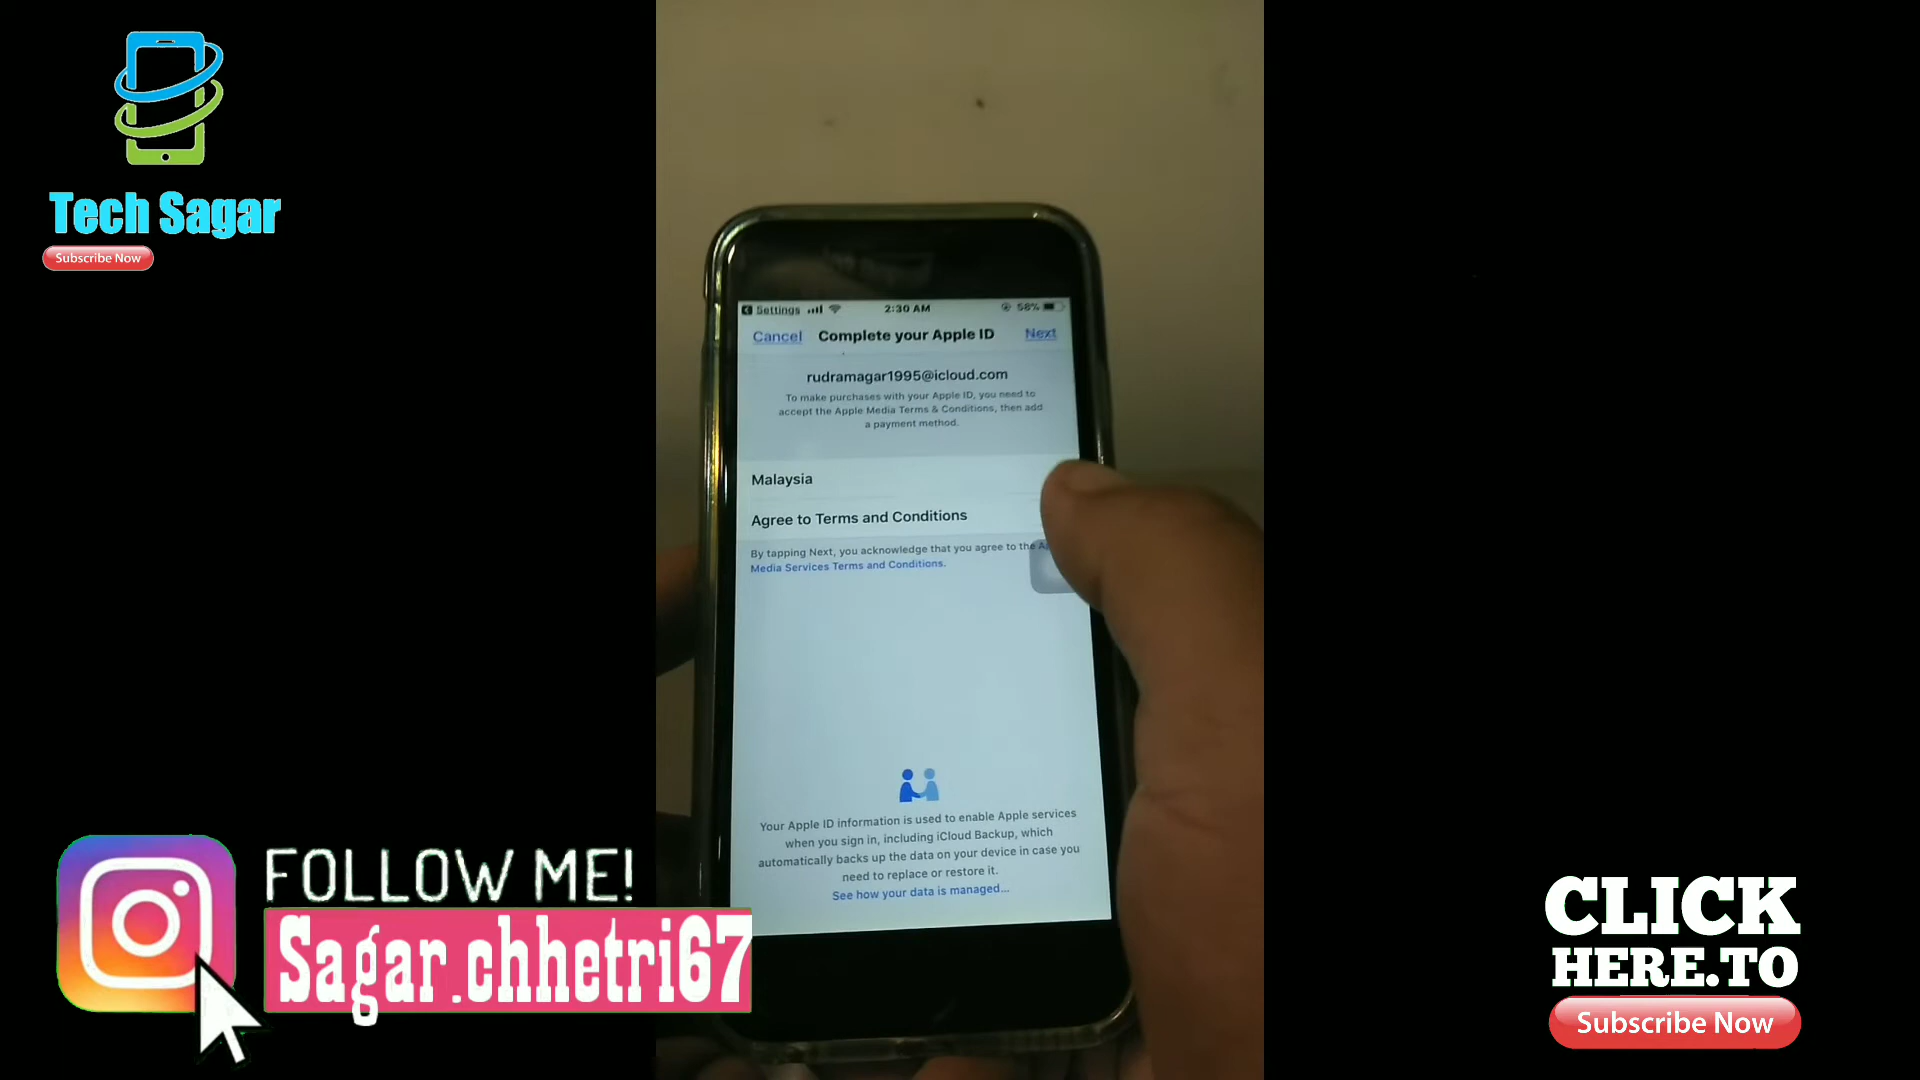 Tech Sagar
Subscribe Now
Settings
2:30 AM
58%
Cancel
Complete your Apple ID
Next
rudramagar1995@icloud.com
To make purchases with your Apple ID, you need to
accept the Apple Media Terms & Conditions, then add
a payment method.
Malaysia
Agree to Terms and Conditions
By tapping Next, you acknowledge that you agree to the
Media Services Terms and Conditions.
Your Apple ID information is used to enable Apple services
when you sign in, including iCloud Backup, which
automatically backs up the data on your device in case you
need to replace or restore it.
See how your data is managed...
FOLLOW ME!
Sagar.chhetri67
CLICK
HERE.TO
Subscribe Now